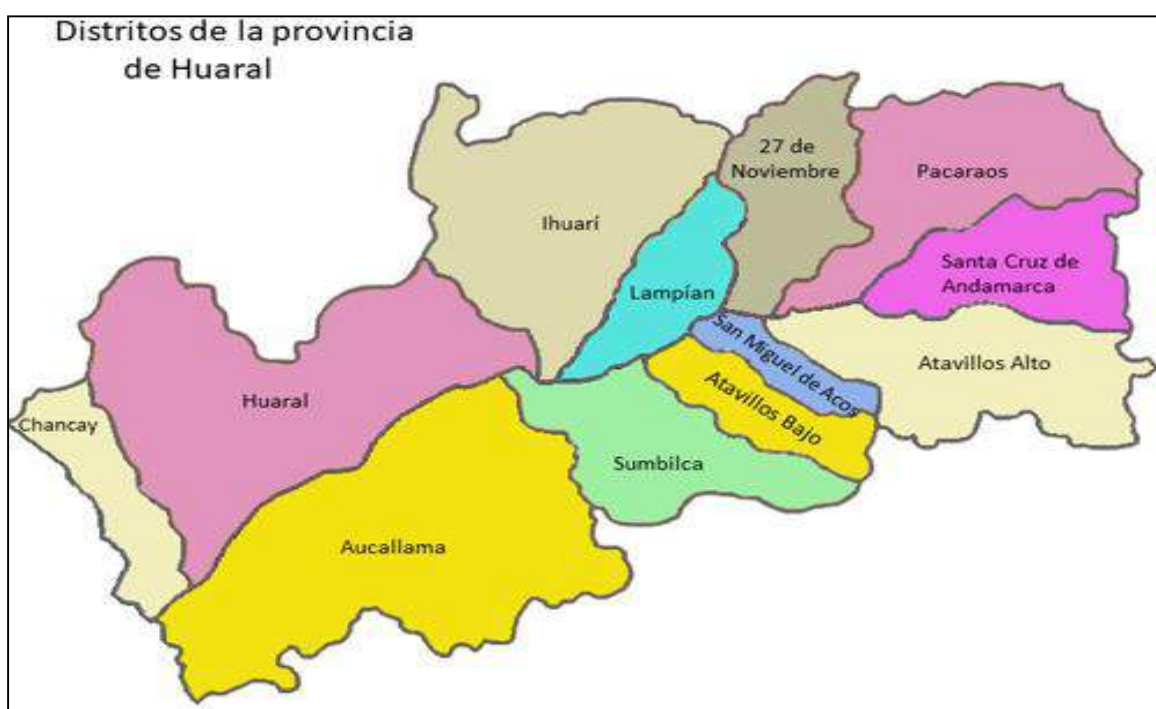 Distritos de la provincia
de Huaral
27 de
Noviembre
Pacaraos
Ihuarí
Santa Cruz de
Andamarca
Lampían
San Miguel de Acos
Atavillos Alto
Huaral
Atavillos Bajo
Chancay
Sumbilca
Aucallama